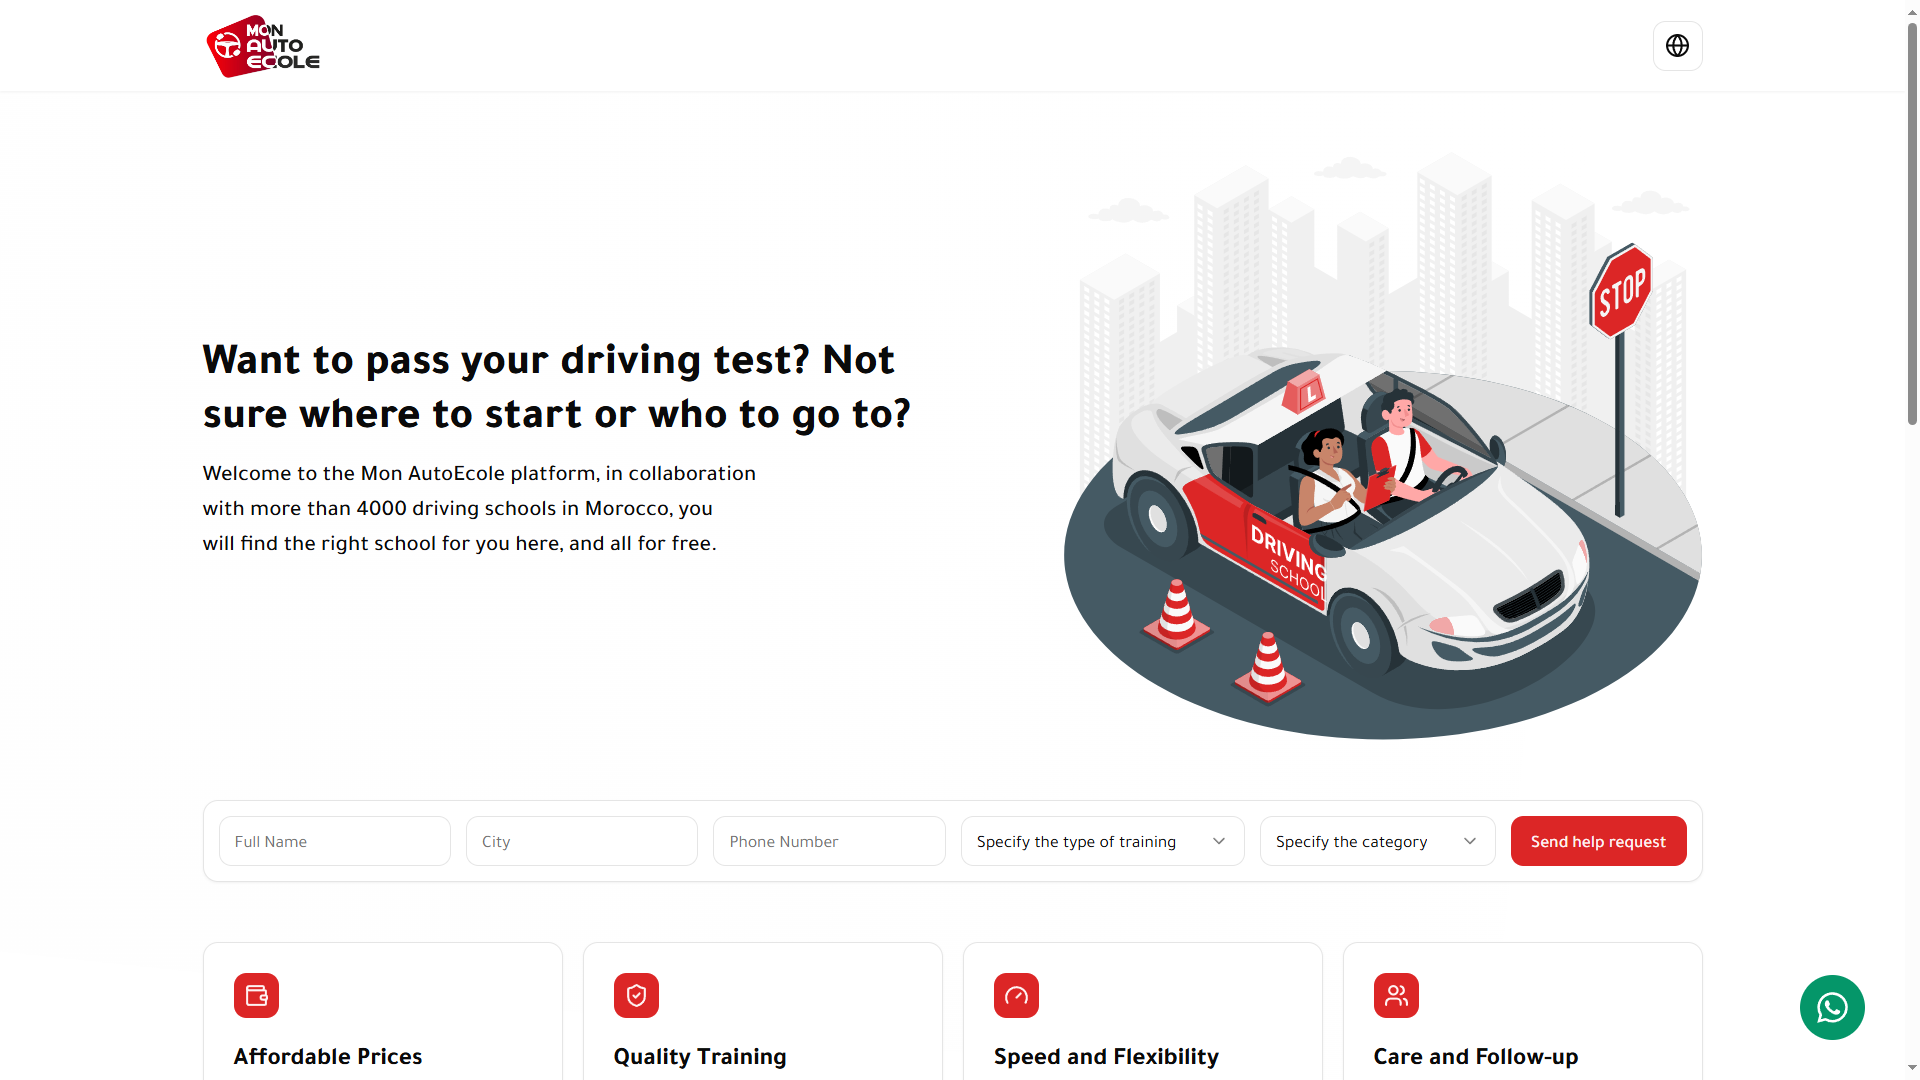 MON
AUTO
ECOLE
Want to pass your driving test? Not
sure where to start or who to go to?
Welcome to the Mon AutoEcole platform, in collaboration
with more than 4000 driving schools in Morocco, you
will find the right school for you here, and all for free.
STOP
L
DRIVING
SCHOOL
Full Name
City
Phone Number
Specify the type of training
Specify the category
Send help request
Affordable Prices
Quality Training
Speed and Flexibility
Care and Follow-up